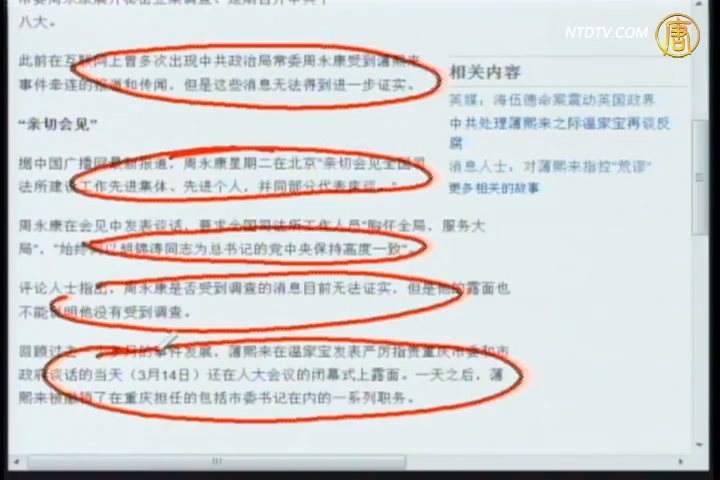 八大。
NTDTV.COM
唐
此前在互联网上曾多次出现中共政治局常委周永康受到薄熙来
事件牵连的报道和传闻，但是这些消息无法得到进一步证实。
相关内容
英媒：海伍德命案震动英国政界
中共处理薄熙来之际温家宝再谈反
腐
消息人士：对薄熙来指控“荒谬”
更多相关的故事
“亲切会见”
据中国广播网最新报道，周永康星期二在北京“亲切会见全国司
法所建设工作先进集体、先进个人，并同部分代表座谈。”
周永康在会见中发表谈话，要求全国司法所工作人员“胸怀全局，服务大
局”，“始终同以胡锦涛同志为总书记的党中央保持高度一致”。
评论人士指出，周永康是否受到调查的消息目前无法证实，但是他的露面也
不能说明他没有受到调查。
回顾过去一个多月的事件发展，薄熙来在温家宝发表严厉指责重庆市委和市
政府谈话的当天（3月14日）还在人大会议的闭幕式上露面。一天之后，薄
熙来被撤销了在重庆担任的包括市委书记在内的一系列职务。